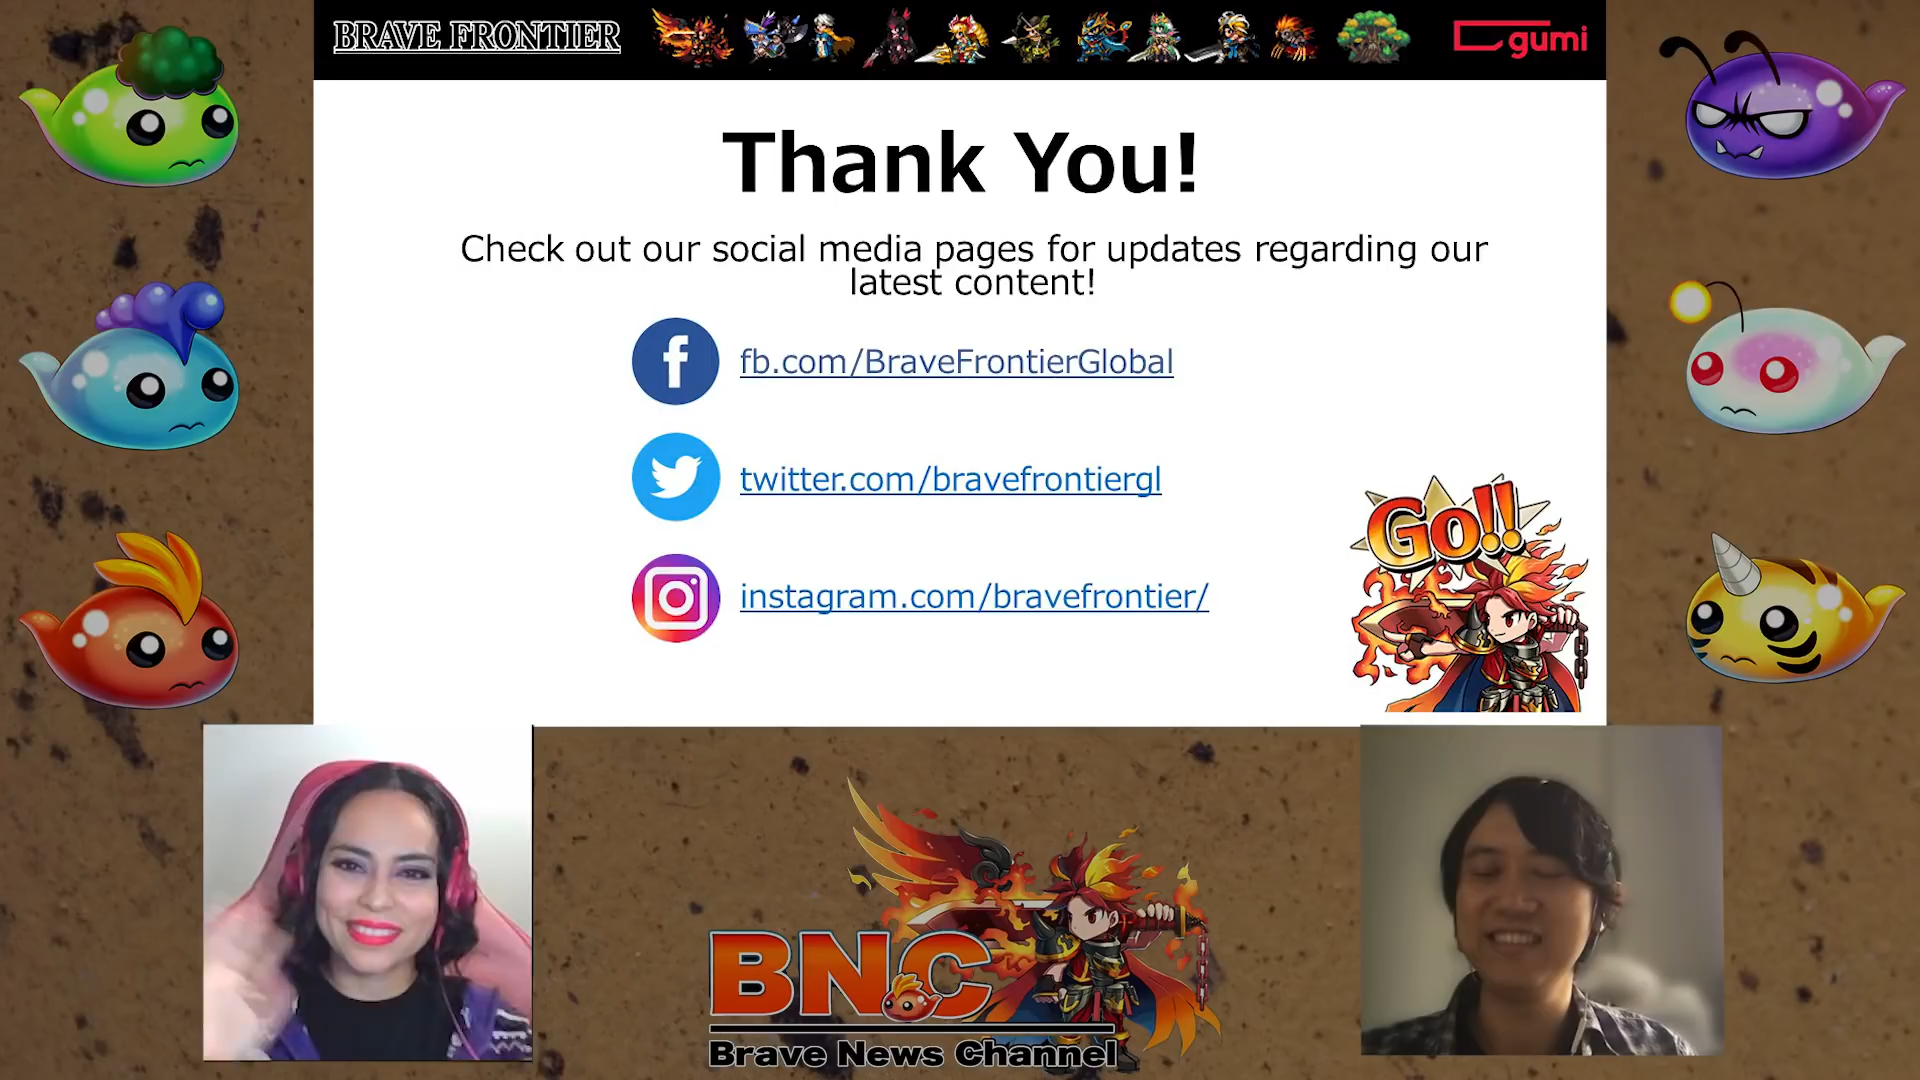 BRAVE FRONTIER
gumi
Thank You!
Check out our social media pages for updates regarding our
latest content!
fb.com/BraveFrontierGlobal
twitter.com/bravefrontiergl
instagram.com/bravefrontier/
Go!!
BNC
Brave News Channel